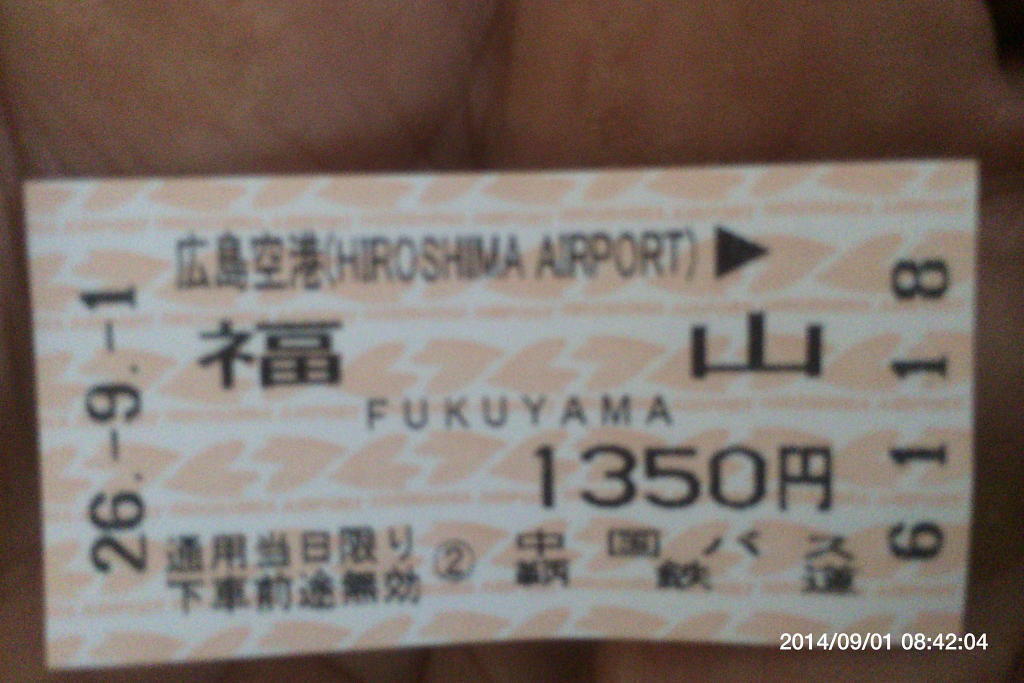 広島空港(HIROSHIMA AIRPORT)▶
福山
FUKUYAMA
1350円
通用当日限り
下車前途無効
②
中国バス
鞆鉄道
26.-9.-1
6118
2014/09/01 08:42:04